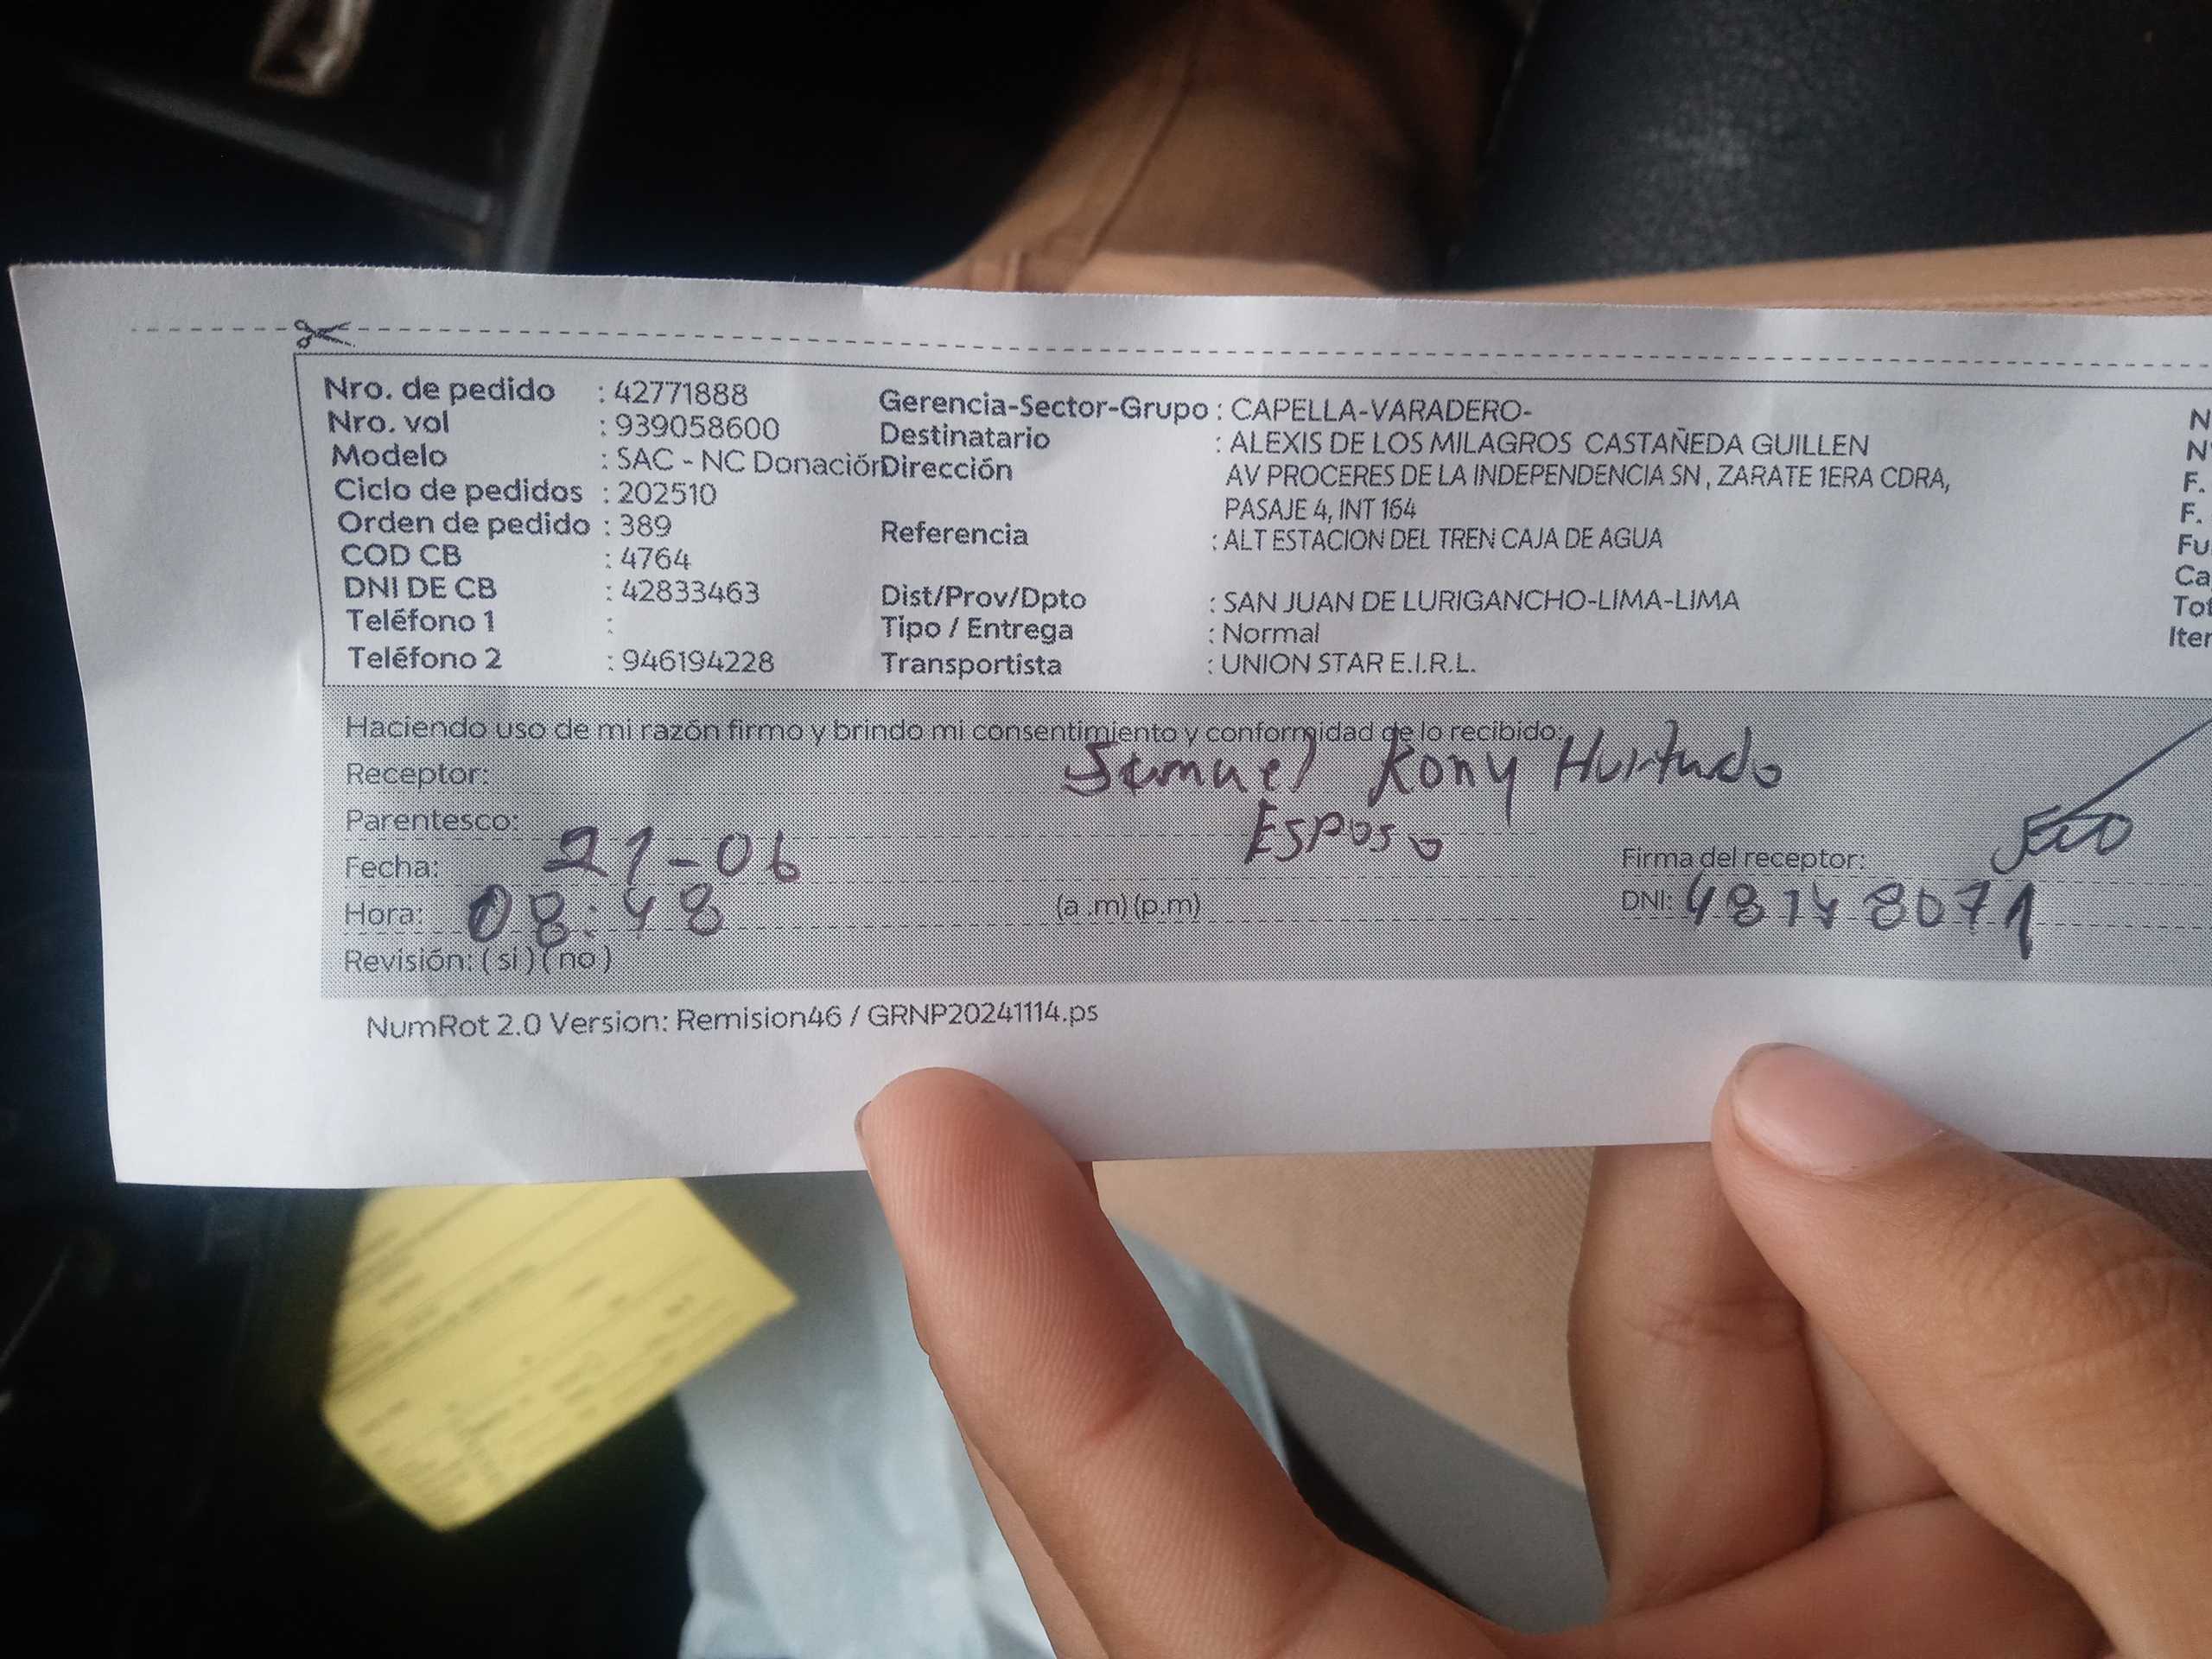 Nro. de pedido : 42771888
Nro. vol : 939058600
Modelo : SAC - NC Donación
Ciclo de pedidos : 202510
Orden de pedido : 389
COD CB : 4764
DNI DE CB : 42833463
Teléfono 1 :
Teléfono 2 : 946194228
Gerencia-Sector-Grupo : CAPELLA-VARADERO-
Destinatario : ALEXIS DE LOS MILAGROS CASTAÑEDA GUILLEN
Dirección AV PROCERES DE LA INDEPENDENCIA SN, ZARATE 1ERA CDRA,
PASAJE 4, INT 164
Referencia : ALT ESTACION DEL TREN CAJA DE AGUA
Dist/Prov/Dpto : SAN JUAN DE LURIGANCHO-LIMA-LIMA
Tipo / Entrega : Normal
Transportista : UNION STAR E.I.R.L.
N
N
F.
F.
Fu
Ca
Tot
Iter
Haciendo uso de mi razón firmo y brindo mi consentimiento y conformidad de lo recibido:
Receptor: Samuel Rony Hurtado
Parentesco: Esposo
Fecha: 21-06
Firma del receptor:
Hora: 08:48 (a.m) (p.m)
DNI: 48148071
Revisión: ( si ) ( no )
NumRot 2.0 Version: Remision46 / GRNP20241114.ps